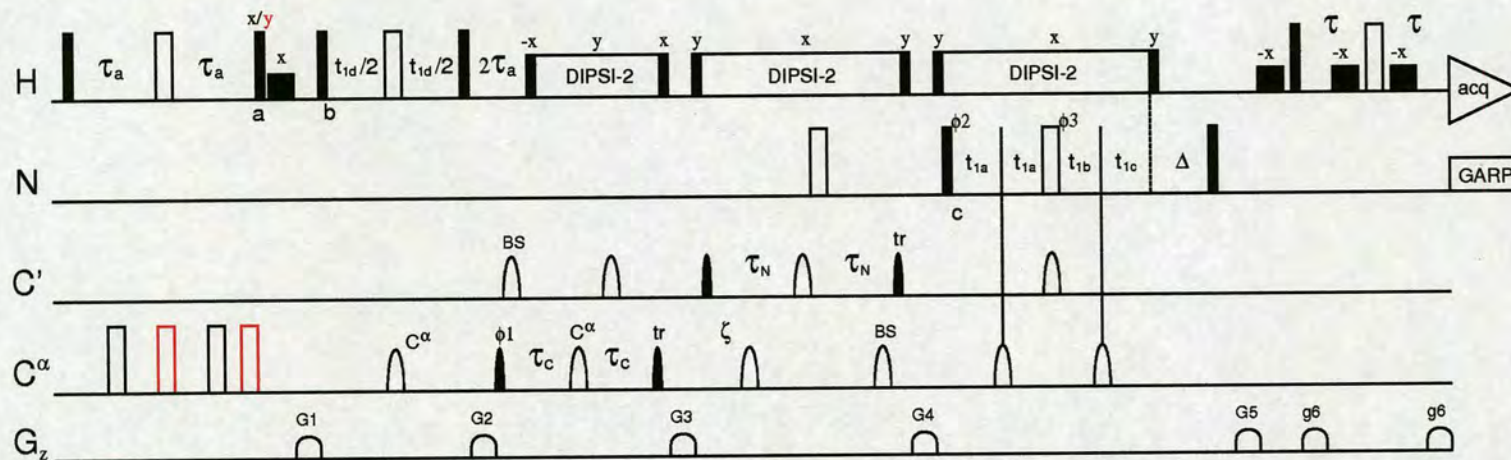 x/y
x
-x y x y x y y x y
H τa τa t1d/2 t1d/2 2τa DIPSI-2 DIPSI-2 DIPSI-2 -x -x τ -x τ acq
a b
N ϕ2 t1a t1a ϕ3 t1b t1c Δ GARP
c
C' BS τN τN tr
Cα Cα ϕ1 τC Cα τC tr ζ BS
Gz G1 G2 G3 G4 G5 g6 g6